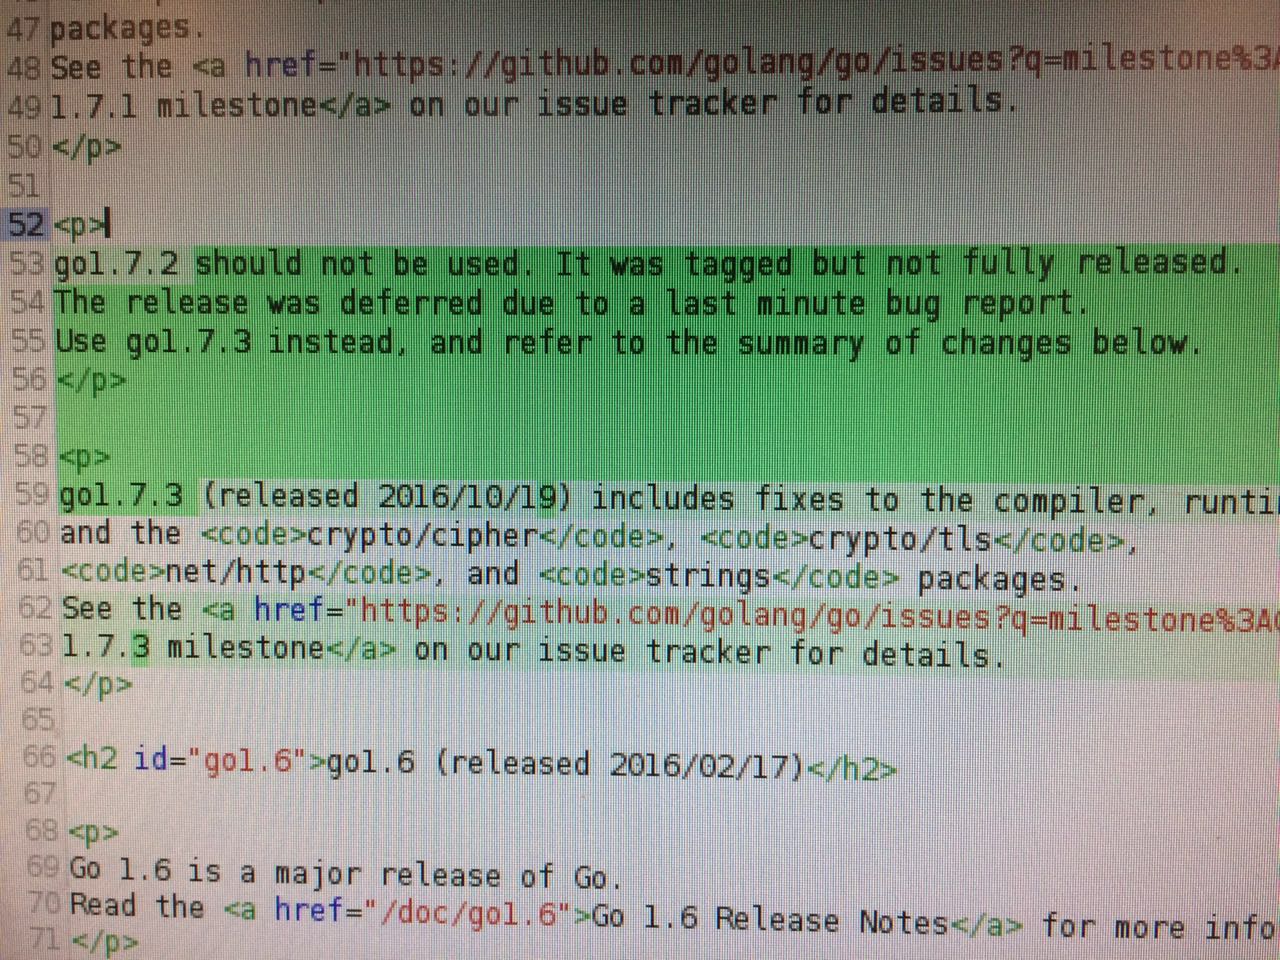 47 packages.
48 See the <a href="https://github.com/golang/go/issues?q=milestone%3A
49 1.7.1 milestone</a> on our issue tracker for details.
50 </p>
51
52 <p>
53 go1.7.2 should not be used. It was tagged but not fully released.
54 The release was deferred due to a last minute bug report.
55 Use go1.7.3 instead, and refer to the summary of changes below.
56 </p>
57
58 <p>
59 go1.7.3 (released 2016/10/19) includes fixes to the compiler, runti
60 and the <code>crypto/cipher</code>, <code>crypto/tls</code>,
61 <code>net/http</code>, and <code>strings</code> packages.
62 See the <a href="https://github.com/golang/go/issues?q=milestone%3AG
63 1.7.3 milestone</a> on our issue tracker for details.
64 </p>
65
66 <h2 id="go1.6">go1.6 (released 2016/02/17)</h2>
67
68 <p>
69 Go 1.6 is a major release of Go.
70 Read the <a href="/doc/go1.6">Go 1.6 Release Notes</a> for more info
71 </p>